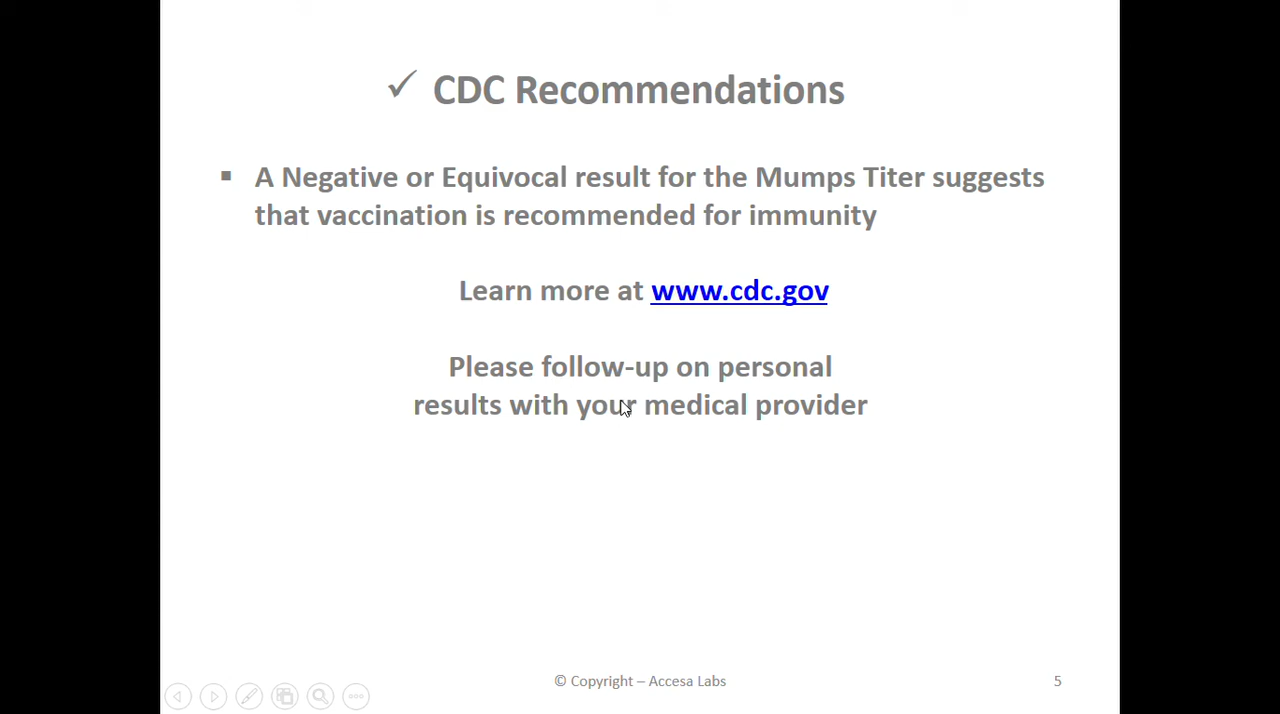 ✓ CDC Recommendations
▪ A Negative or Equivocal result for the Mumps Titer suggests
that vaccination is recommended for immunity
Learn more at www.cdc.gov
Please follow-up on personal
results with your medical provider
© Copyright – Accesa Labs
5